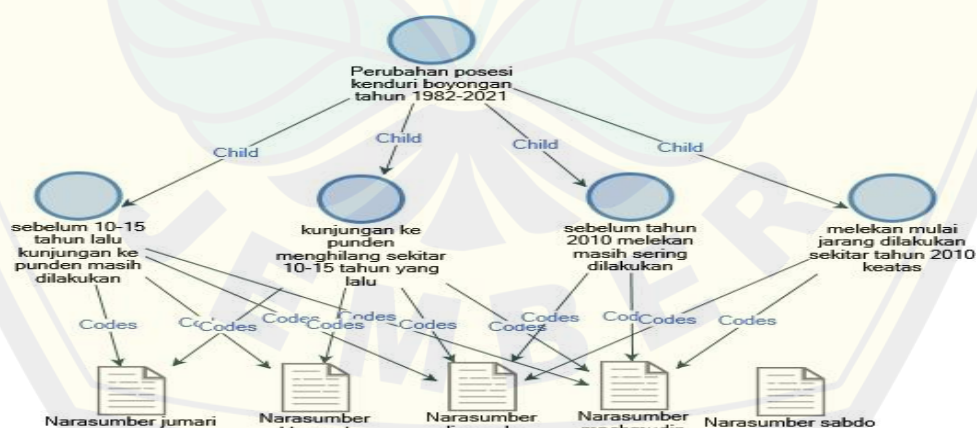 Perubahan posesi
kenduri boyongan
tahun 1982-2021
Child
Child
Child
Child
sebelum 10-15
tahun lalu
kunjungan ke
punden masih
dilakukan
kunjungan ke
punden
menghilang sekitar
10-15 tahun yang
lalu
sebelum tahun
2010 melekan
masih sering
dilakukan
melekan mulai
jarang dilakukan
sekitar tahun 2010
keatas
Codes
Codes
Codes
Codes
Codes
Codes
Codes
Codes
Codes
Narasumber jumari
Narasumber
Narasumber
Narasumber
Narasumber sabdo
EMBER